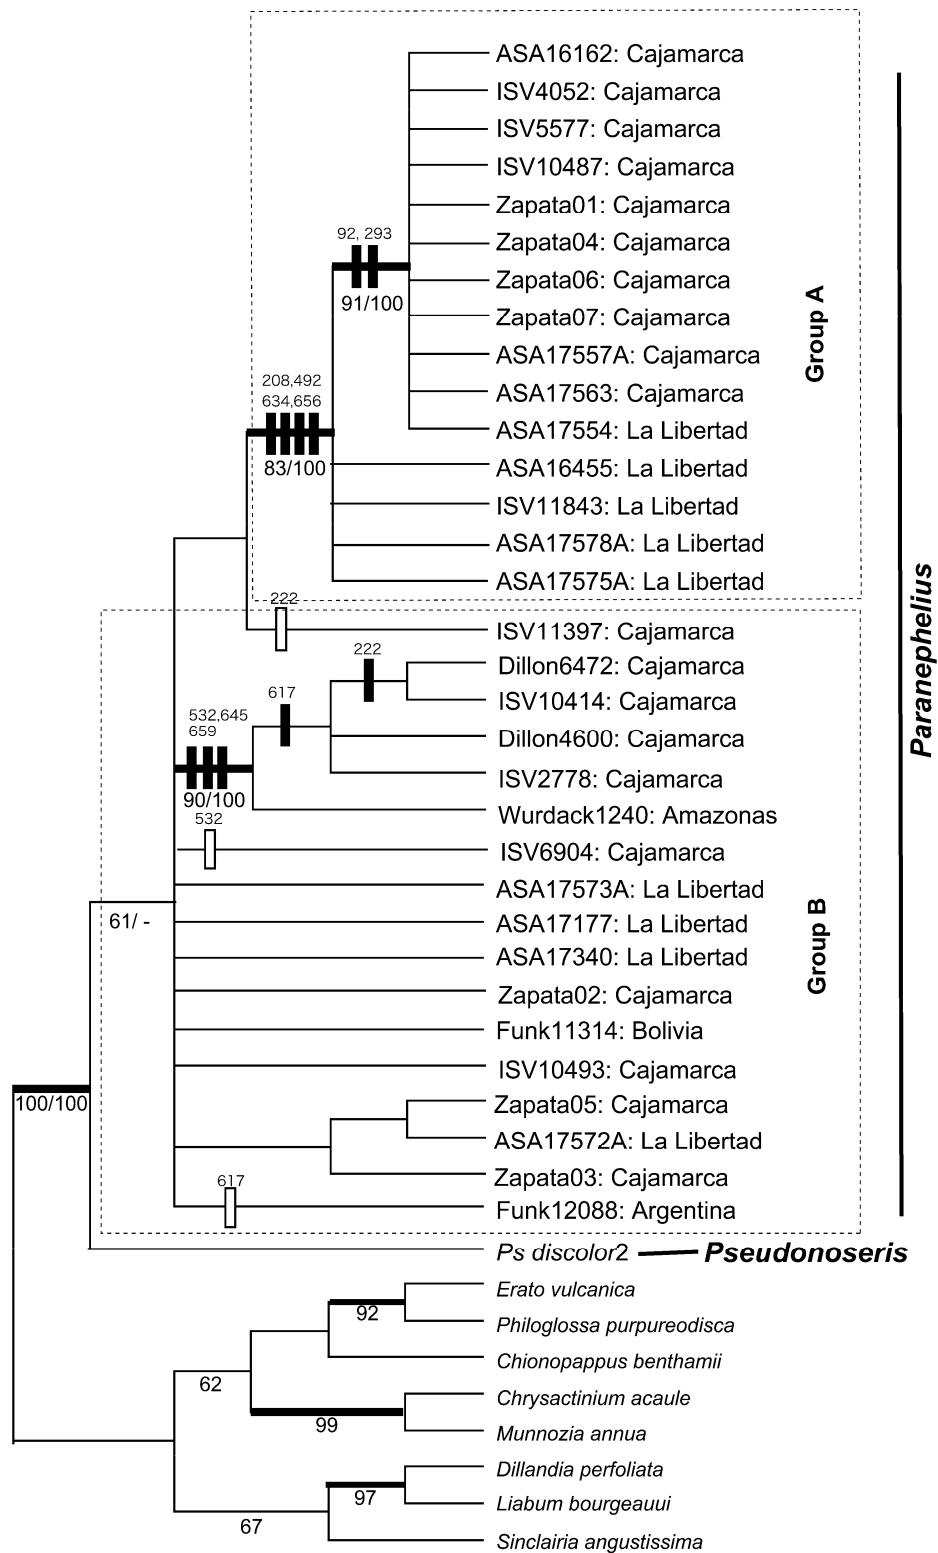 ASA16162: Cajamarca
ISV4052: Cajamarca
ISV5577: Cajamarca
ISV10487: Cajamarca
Zapata01: Cajamarca
92, 293
Zapata04: Cajamarca
Zapata06: Cajamarca
91/100
Zapata07: Cajamarca
Group A
ASA17557A: Cajamarca
208,492
ASA17563: Cajamarca
634,656
ASA17554: La Libertad
83/100
ASA16455: La Libertad
ISV11843: La Libertad
ASA17578A: La Libertad
ASA17575A: La Libertad
222
ISV11397: Cajamarca
Paranephelius
222
Dillon6472: Cajamarca
617
ISV10414: Cajamarca
532,645
659
Dillon4600: Cajamarca
ISV2778: Cajamarca
90/100
Wurdack1240: Amazonas
532
ISV6904: Cajamarca
ASA17573A: La Libertad
61/ -
ASA17177: La Libertad
Group B
ASA17340: La Libertad
Zapata02: Cajamarca
Funk11314: Bolivia
ISV10493: Cajamarca
100/100
Zapata05: Cajamarca
ASA17572A: La Libertad
Zapata03: Cajamarca
617
Funk12088: Argentina
Ps discolor2 Pseudonoseris
Erato vulcanica
92
Philoglossa purpureodisca
Chionopappus benthamii
62
Chrysactinium acaule
99
Munnozia annua
Dillandia perfoliata
97
Liabum bourgeauui
67
Sinclairia angustissima